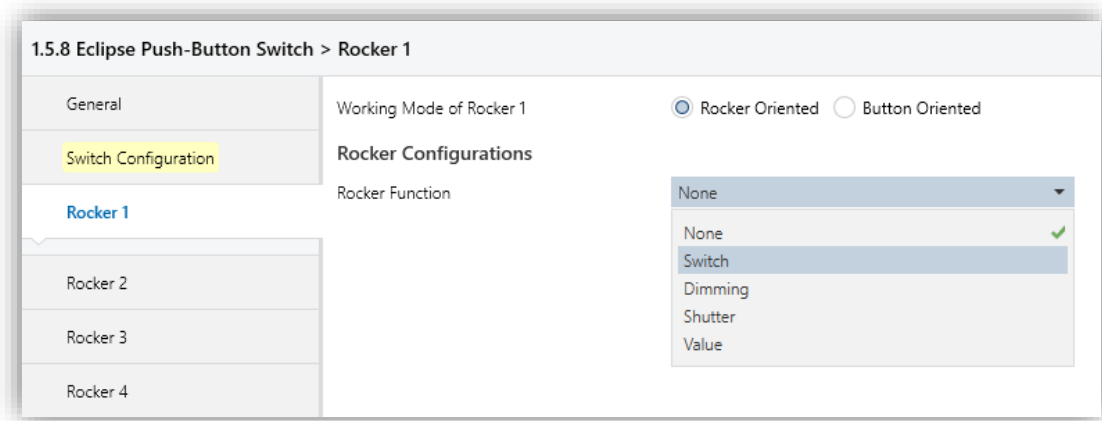 1.5.8 Eclipse Push-Button Switch > Rocker 1
General
Working Mode of Rocker 1
Rocker Oriented
Button Oriented
Switch Configuration
Rocker Configurations
Rocker 1
Rocker Function
None
None
Switch
Dimming
Shutter
Value
Rocker 2
Rocker 3
Rocker 4